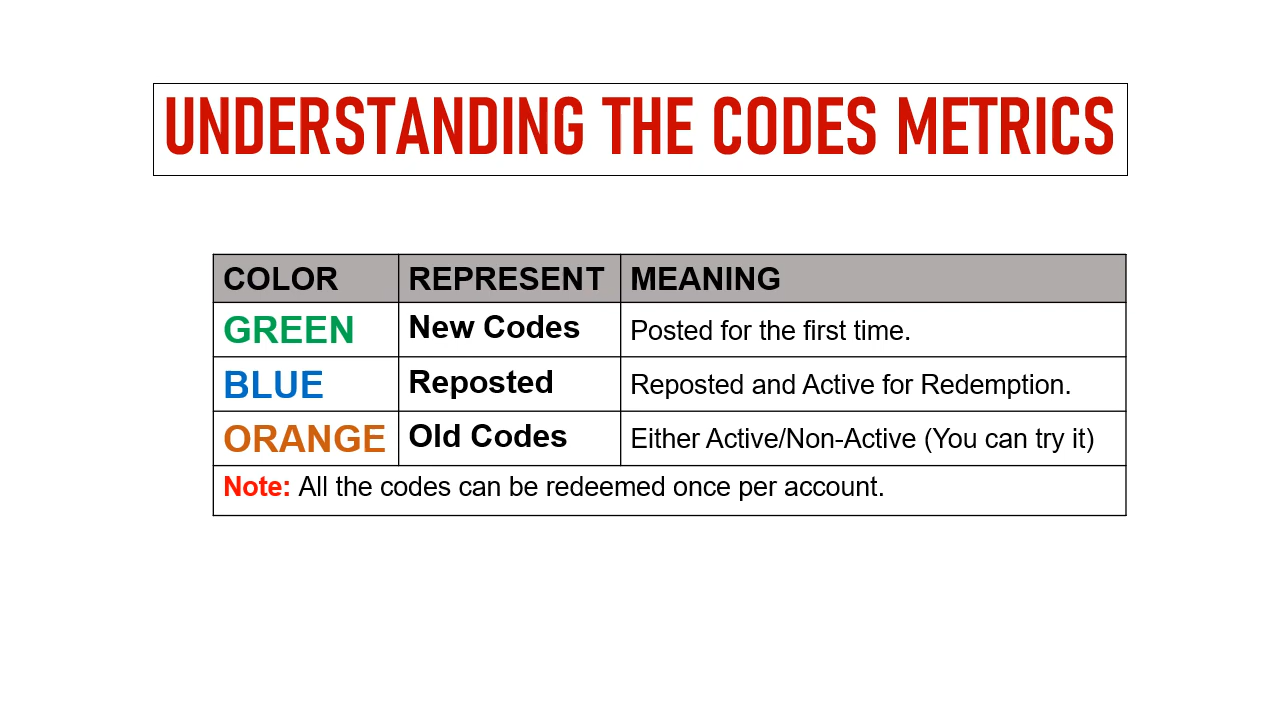 UNDERSTANDING THE CODES METRICS
COLOR REPRESENT MEANING
GREEN New Codes Posted for the first time.
BLUE Reposted Reposted and Active for Redemption.
ORANGE Old Codes Either Active/Non-Active (You can try it)
Note: All the codes can be redeemed once per account.